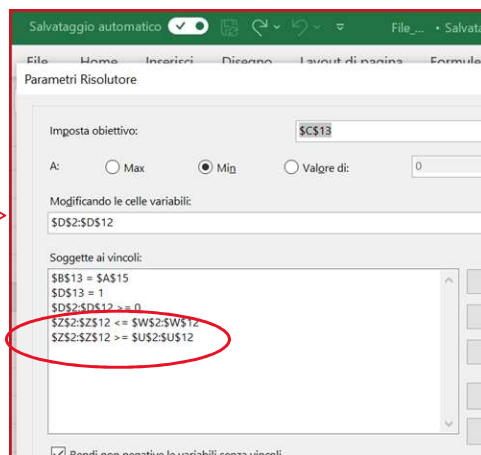 Salvataggio automatico File_... • Salvata
File Home Inserisci Disegno Layout di pagina Formule
Parametri Risolutore
Imposta obiettivo: $C$13
A: Max Min Valore di: 0
Modificando le celle variabili:
$D$2:$D$12
Soggette ai vincoli:
$B$13 = $A$15
$D$13 = 1
$D$2:$D$12 >= 0
$Z$2:$Z$12 <= $W$2:$W$12
$Z$2:$Z$12 >= $U$2:$U$12
Rendi non negative le variabili senza vincoli